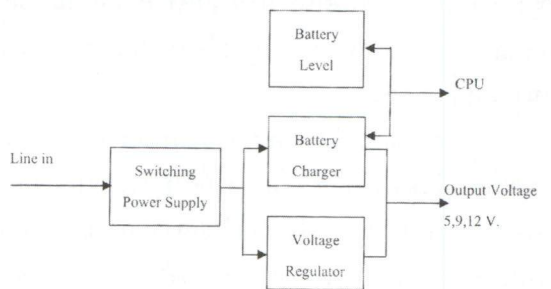 Battery
Level
CPU
Battery
Charger
Line in
Switching
Power Supply
Output Voltage
5,9,12 V.
Voltage
Regulator